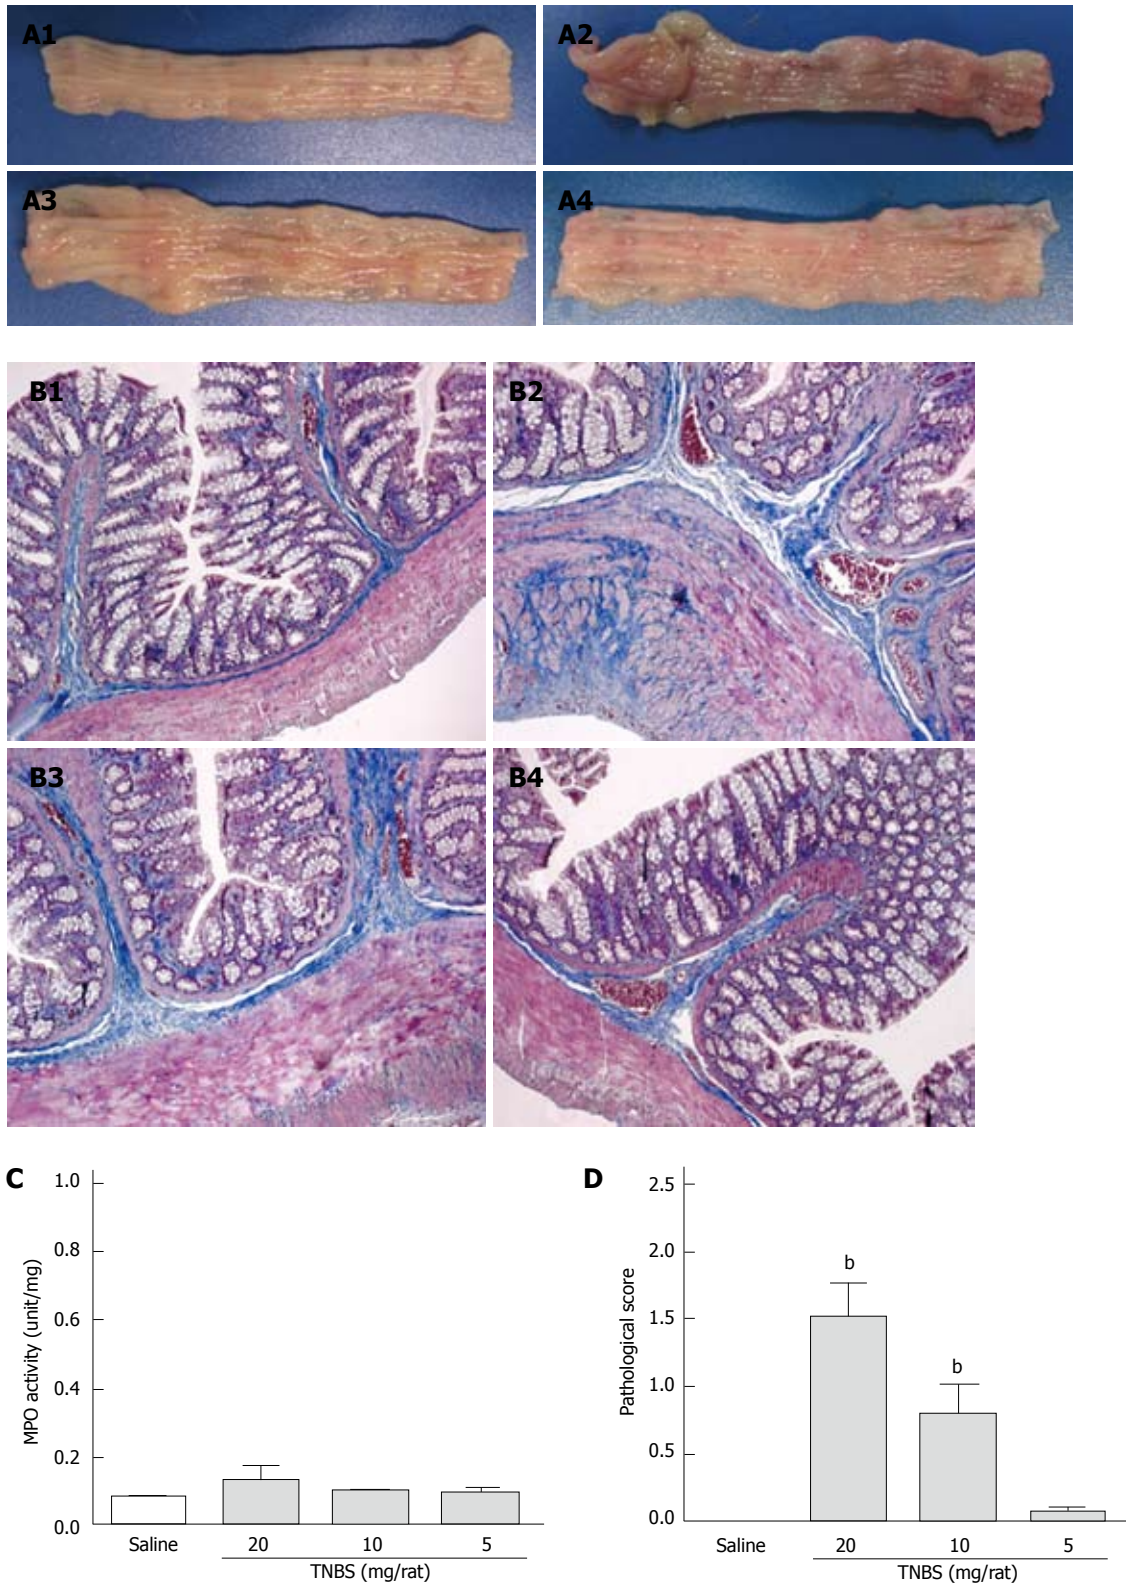 A1
A2
A3
A4
B1
B2
B3
B4
C
1.0
0.8
0.6
0.4
0.2
0.0
MPO activity (unit/mg)
Saline
20
10
5
TNBS (mg/rat)
D
2.5
2.0
1.5
1.0
0.5
0.0
Pathological score
b
b
Saline
20
10
5
TNBS (mg/rat)